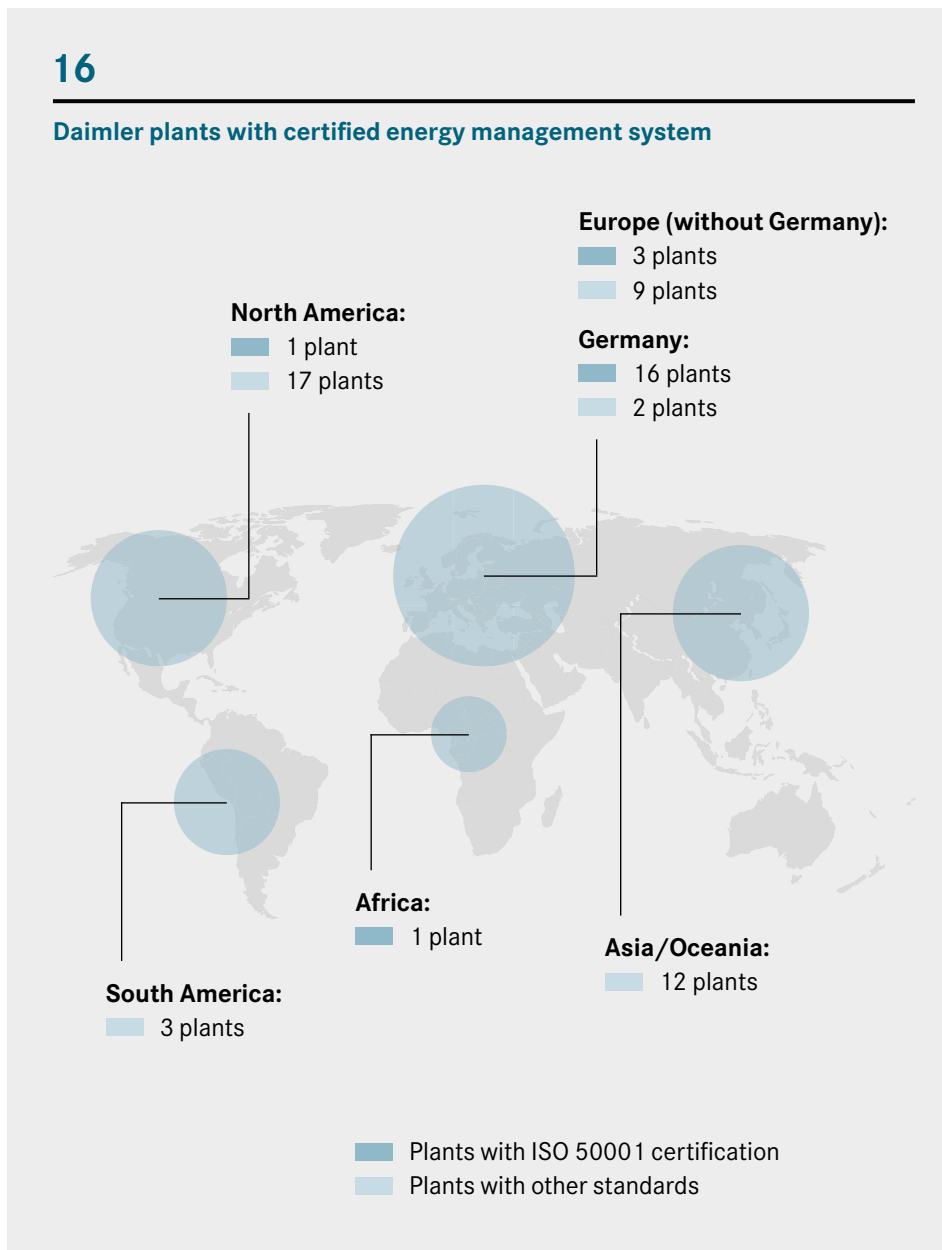 16
Daimler plants with certified energy management system
Europe (without Germany):
3 plants
9 plants
North America:
1 plant
17 plants
Germany:
16 plants
2 plants
Africa:
1 plant
Asia/Oceania:
12 plants
South America:
3 plants
Plants with ISO 50001 certification
Plants with other standards